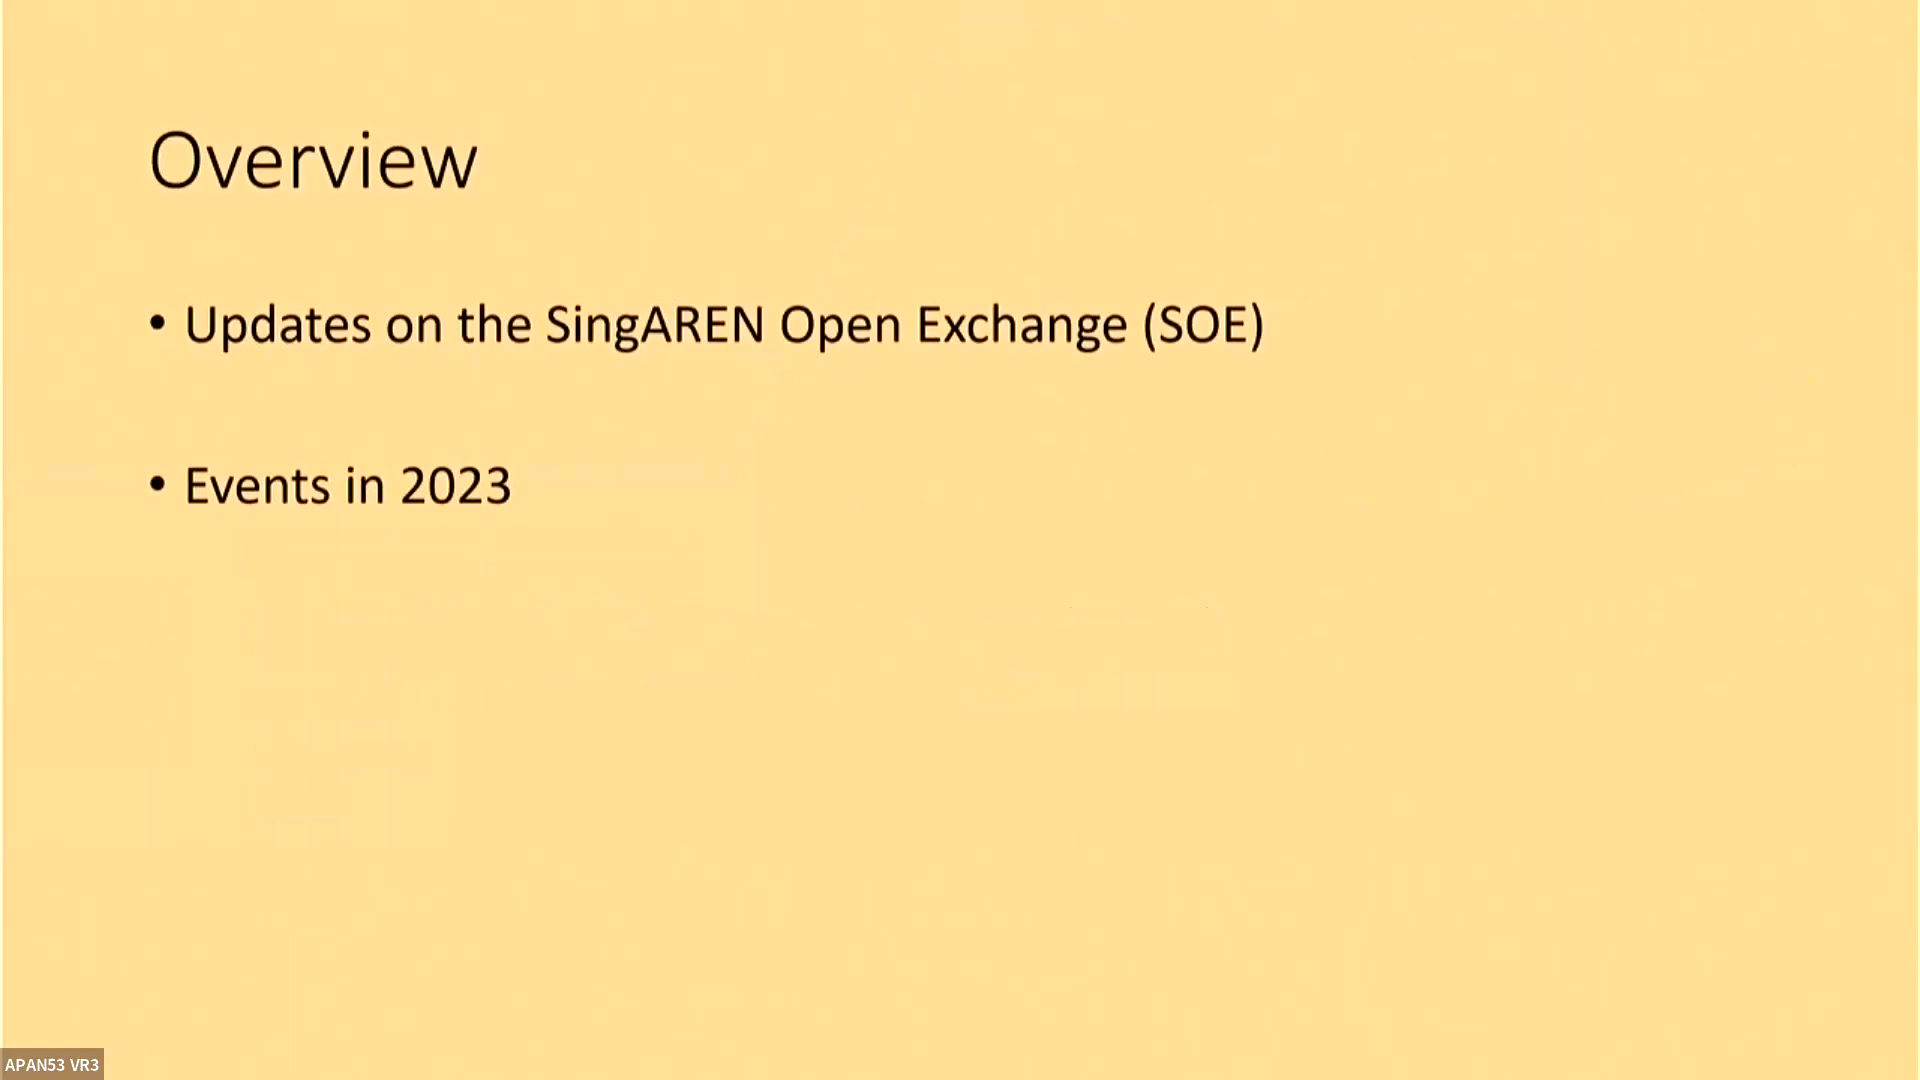 Overview
• Updates on the SingAREN Open Exchange (SOE)
• Events in 2023
APAN53 VR3